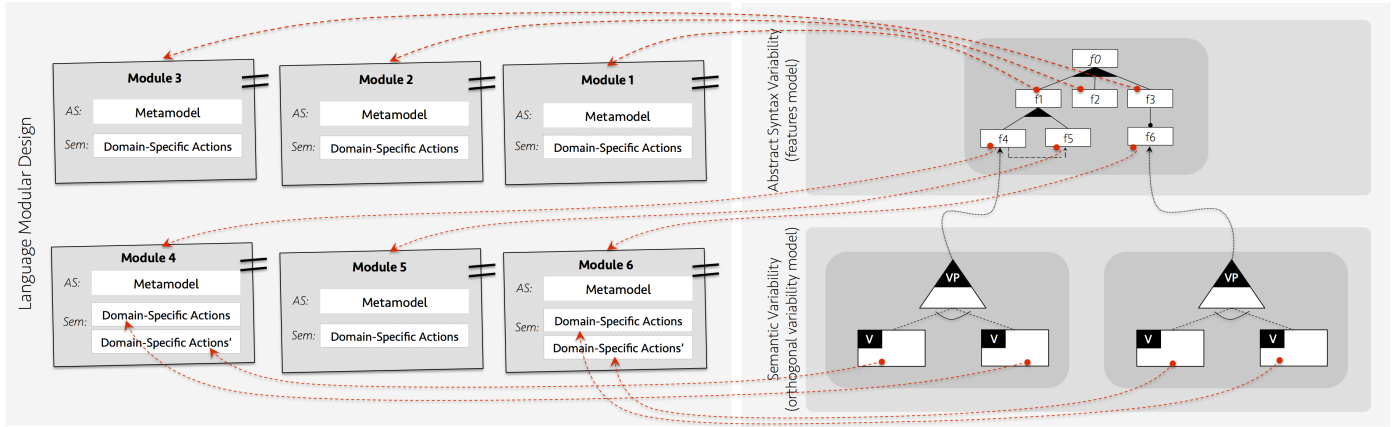 Language Modular Design
Module 3
AS:
Metamodel
Sem:
Domain-Specific Actions
Module 2
AS:
Metamodel
Sem:
Domain-Specific Actions
Module 1
AS:
Metamodel
Sem:
Domain-Specific Actions
Module 4
AS:
Metamodel
Sem:
Domain-Specific Actions
Domain-Specific Actions'
Module 5
AS:
Metamodel
Sem:
Domain-Specific Actions
Module 6
AS:
Metamodel
Sem:
Domain-Specific Actions
Domain-Specific Actions'
Abstract Syntax Variability
(features model)
f0
f1
f2
f3
f4
f5
f6
Semantic Variability
(orthogonal variability model)
VP
V
V
VP
V
V